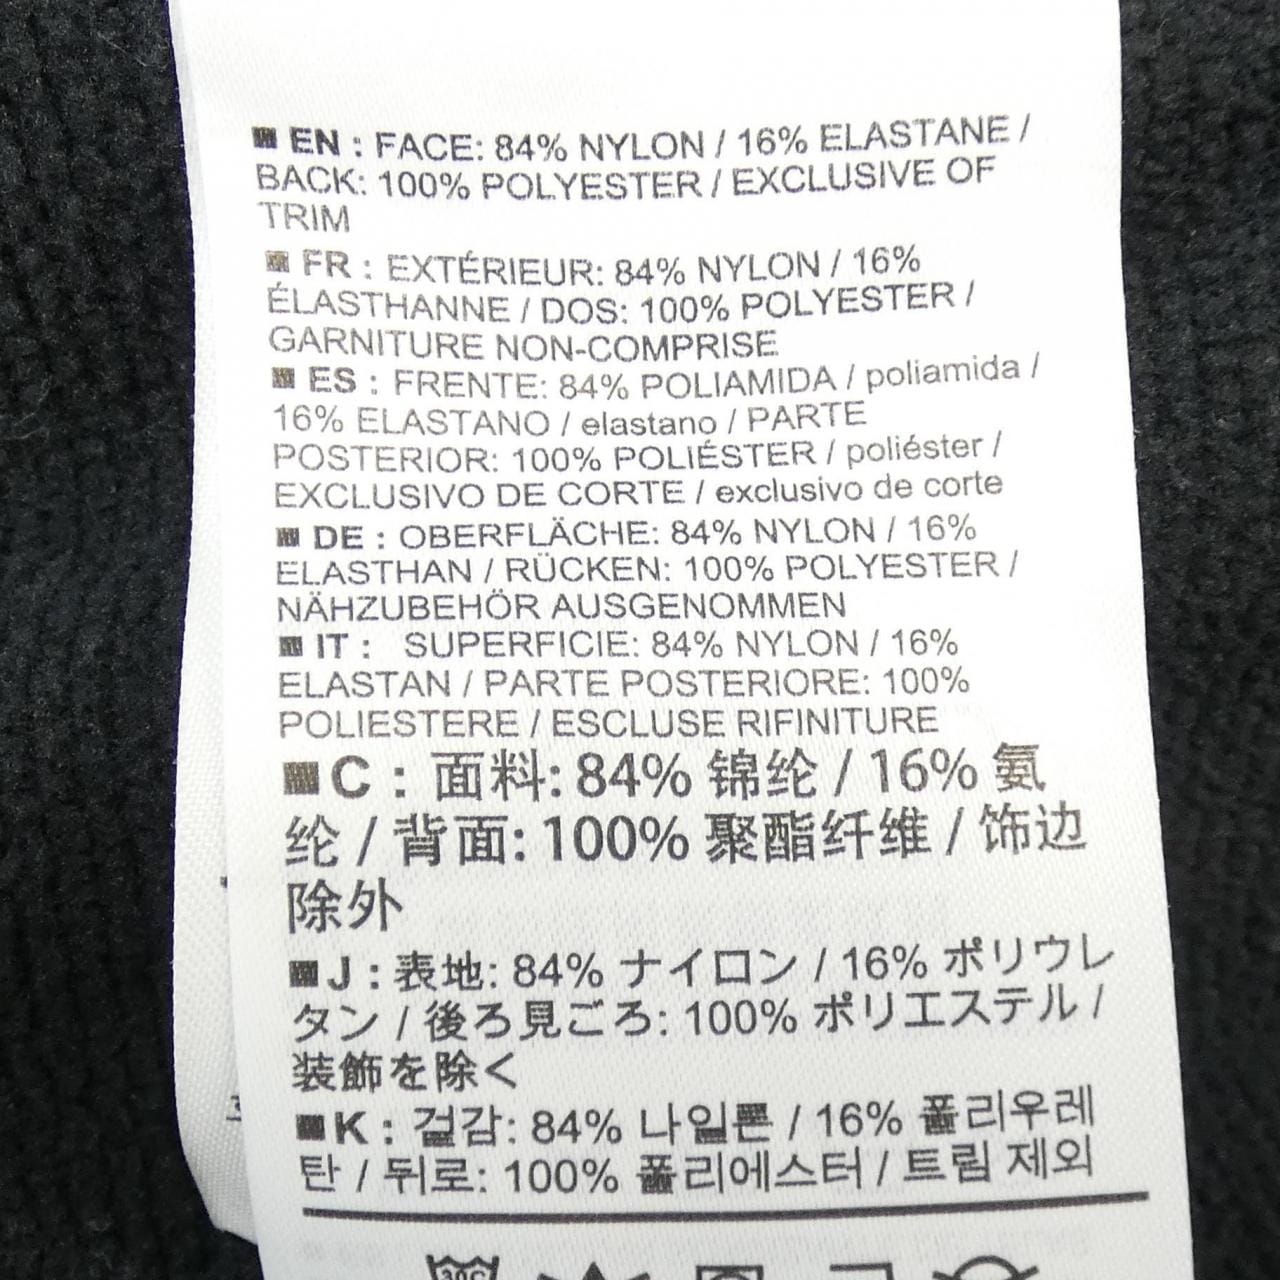 EN : FACE: 84% NYLON / 16% ELASTANE /
BACK: 100% POLYESTER / EXCLUSIVE OF
TRIM
FR : EXTÉRIEUR: 84% NYLON / 16%
ÉLASTHANNE / DOS: 100% POLYESTER /
GARNITURE NON-COMPRISE
ES : FRENTE: 84% POLIAMIDA / poliamida /
16% ELASTANO / elastano / PARTE
POSTERIOR: 100% POLIÉSTER / poliéster /
EXCLUSIVO DE CORTE / exclusivo de corte
DE : OBERFLÄCHE: 84% NYLON / 16%
ELASTHAN / RÜCKEN: 100% POLYESTER /
NÄHZUBEHÖR AUSGENOMMEN
IT : SUPERFICIE: 84% NYLON / 16%
ELASTAN / PARTE POSTERIORE: 100%
POLIESTERE / ESCLUSE RIFINITURE
C : 面料: 84% 锦纶 / 16% 氨
纶 / 背面: 100% 聚酯纤维 / 饰边
除外
J : 表地: 84% ナイロン / 16% ポリウレ
タン / 後ろ見ごろ: 100% ポリエステル /
装飾を除く
K : 겉감: 84% 나일론 / 16% 폴리우레
탄 / 뒤로: 100% 폴리에스터 / 트림 제외
30C